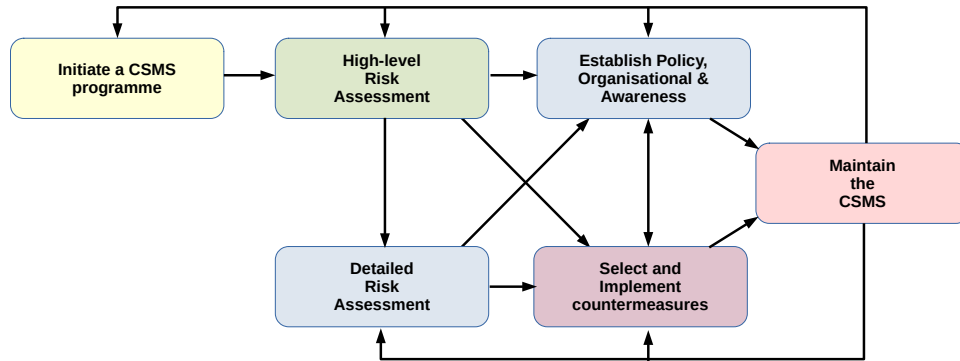 Initiate a CSMS
programme
High-level
Risk
Assessment
Establish Policy,
Organisational &
Awareness
Maintain
the
CSMS
Detailed
Risk
Assessment
Select and
Implement
countermeasures